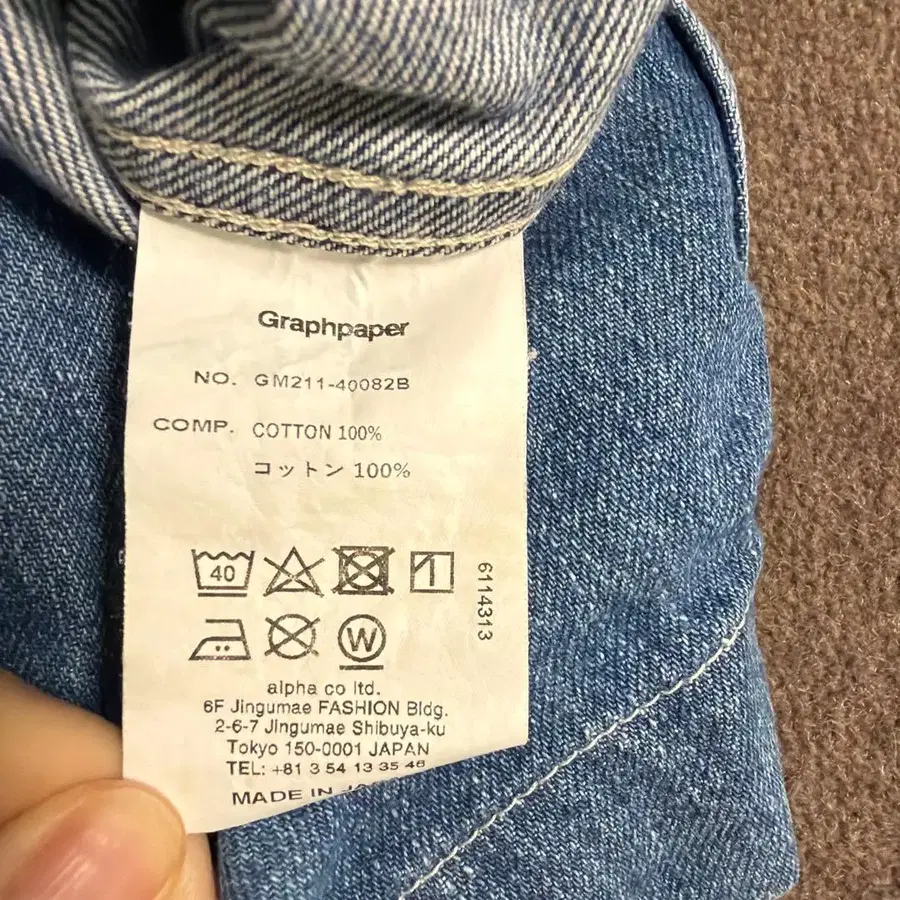 Graphpaper
NO. GM211-40082B
COMP. COTTON 100%
コットン 100%
40
6114313
W
alpha co ltd.
6F Jingumae FASHION Bldg.
2-6-7 Jingumae Shibuya-ku
Tokyo 150-0001 JAPAN
TEL: +81 3 54 13 35 46
MADE IN